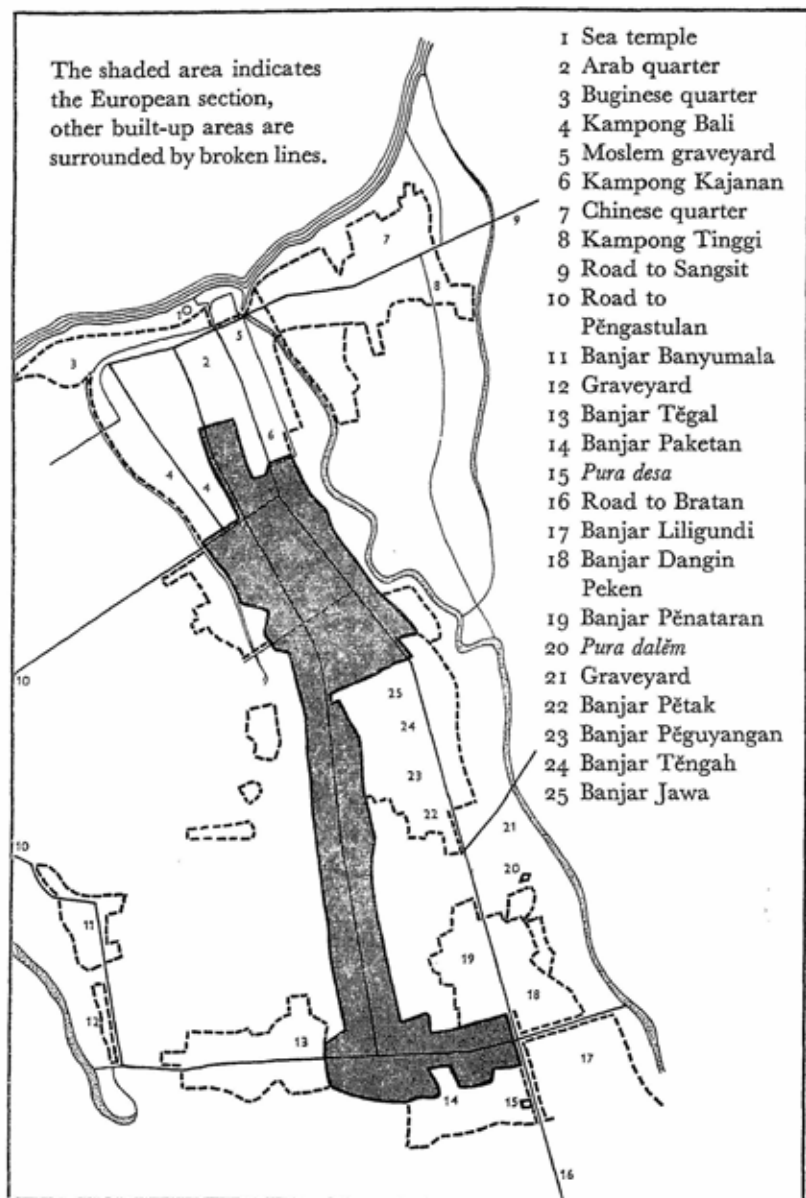 The shaded area indicates
the European section,
other built-up areas are
surrounded by broken lines.
1 Sea temple
2 Arab quarter
3 Buginese quarter
4 Kampong Bali
5 Moslem graveyard
6 Kampong Kajanan
7 Chinese quarter
8 Kampong Tinggi
9 Road to Sangsit
10 Road to
Pĕngastulan
11 Banjar Banyumala
12 Graveyard
13 Banjar Tĕgal
14 Banjar Paketan
15 Pura desa
16 Road to Bratan
17 Banjar Liligundi
18 Banjar Dangin
Peken
19 Banjar Pĕnataran
20 Pura dalĕm
21 Graveyard
22 Banjar Pĕtak
23 Banjar Pĕguyangan
24 Banjar Tĕngah
25 Banjar Jawa
7
9
8
1
5
3
2
6
4
4
10
25
24
23
22
21
10
20
11
19
18
12
13
17
14
15
16